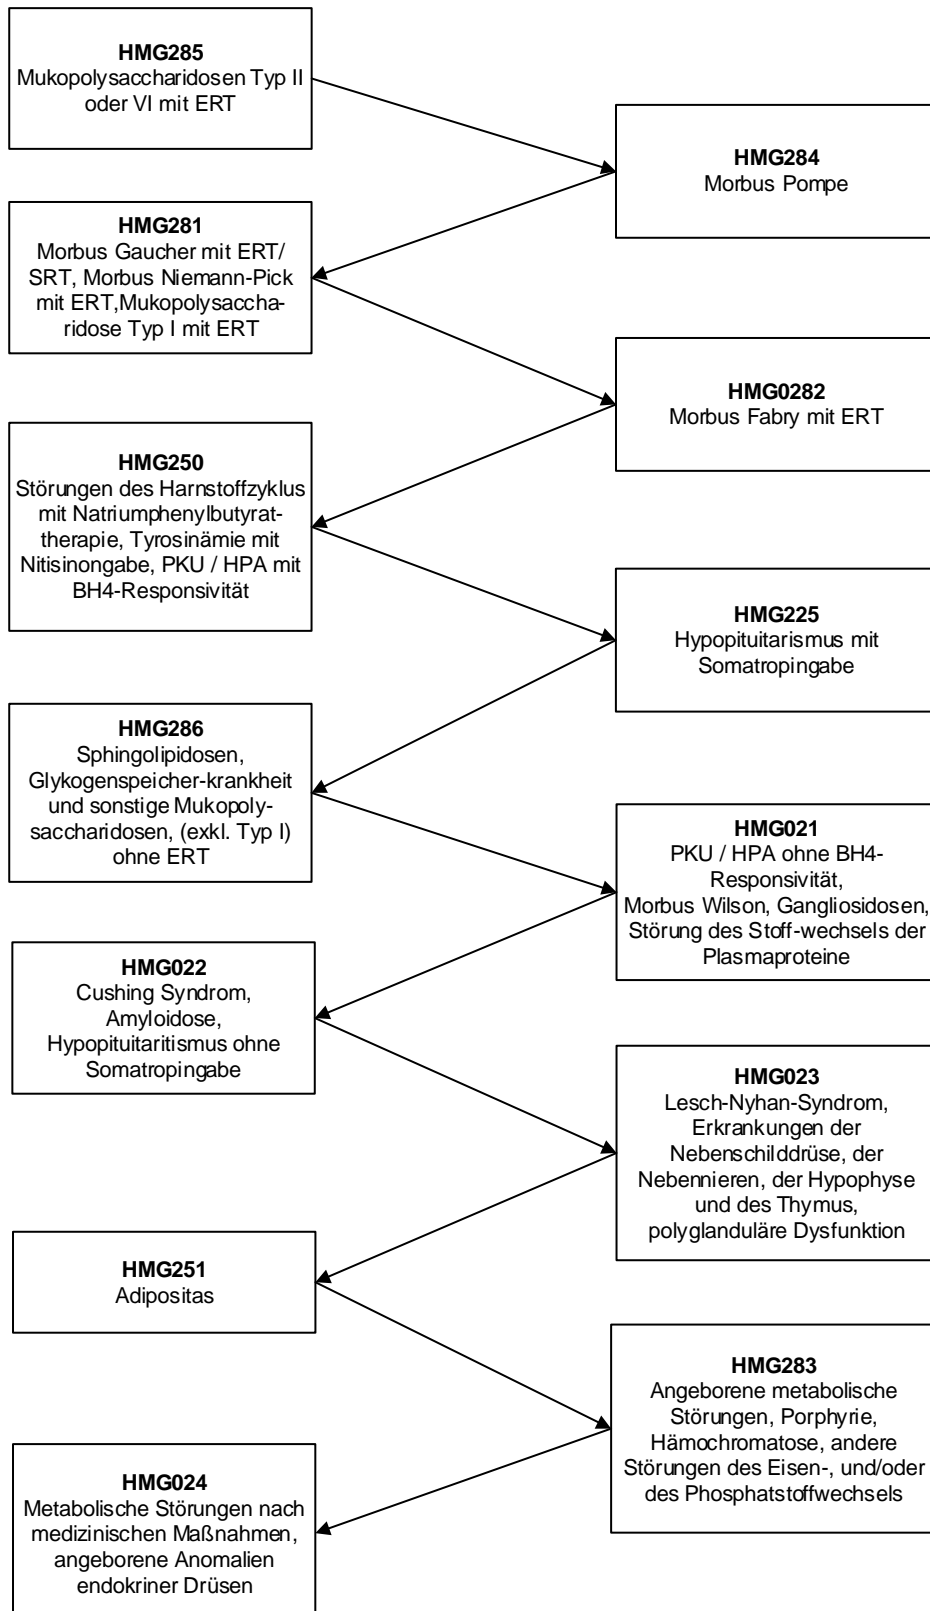 HMG285
Mukopolysaccharidosen Typ II
oder VI mit ERT
HMG284
Morbus Pompe
HMG281
Morbus Gaucher mit ERT/
SRT, Morbus Niemann-Pick
mit ERT,Mukopolysaccha-
ridose Typ I mit ERT
HMG0282
Morbus Fabry mit ERT
HMG250
Störungen des Harnstoffzyklus
mit Natriumphenylbutyrat-
therapie, Tyrosinämie mit
Nitisinongabe, PKU / HPA mit
BH4-Responsivität
HMG225
Hypopituitarismus mit
Somatropingabe
HMG286
Sphingolipidosen,
Glykogenspeicher-krankheit
und sonstige Mukopoly-
saccharidosen, (exkl. Typ I)
ohne ERT
HMG021
PKU / HPA ohne BH4-
Responsivität,
Morbus Wilson, Gangliosidosen,
Störung des Stoff-wechsels der
Plasmaproteine
HMG022
Cushing Syndrom,
Amyloidose,
Hypopituitaritismus ohne
Somatropingabe
HMG023
Lesch-Nyhan-Syndrom,
Erkrankungen der
Nebenschilddrüse, der
Nebennieren, der Hypophyse
und des Thymus,
polyglanduläre Dysfunktion
HMG251
Adipositas
HMG283
Angeborene metabolische
Störungen, Porphyrie,
Hämochromatose, andere
Störungen des Eisen-, und/oder
des Phosphatstoffwechsels
HMG024
Metabolische Störungen nach
medizinischen Maßnahmen,
angeborene Anomalien
endokriner Drüsen